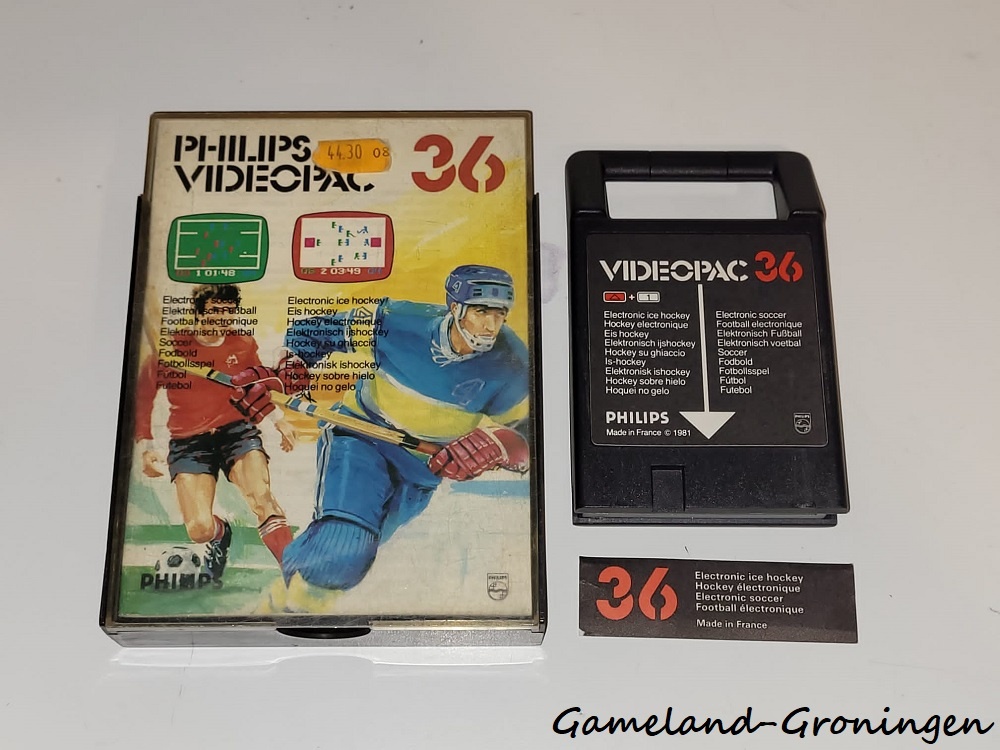 PHILIPS
VIDEOPAC 36
44.30 08
1 01:48
2 03:49
Electronic soccer
Elektronisch Fußball
Football electronique
Elektronisch voetbal
Soccer
Fodbold
Fotbollsspel
Fútbol
Futebol
Electronic ice hockey
Eis hockey
Hockey électronique
Elektronisch ijshockey
Hockey su ghiaccio
Is-hockey
Elektronisk ishockey
Hockey sobre hielo
Hoquei no gelo
PHILIPS
PHILIPS
VIDEOPAC 36
A + 1
Electronic ice hockey
Hockey electronique
Eis hockey
Elektronisch ijshockey
Hockey su ghiaccio
Is-hockey
Elektronisk ishockey
Hockey sobre hielo
Hoquei no gelo
Electronic soccer
Football electronique
Elektronisch Fußball
Elektronisch voetbal
Soccer
Fodbold
Fotbollsspel
Fútbol
Futebol
PHILIPS
Made in France © 1981
36
Electronic ice hockey
Hockey électronique
Electronic soccer
Football électronique
Made in France
Gameland-Groningen